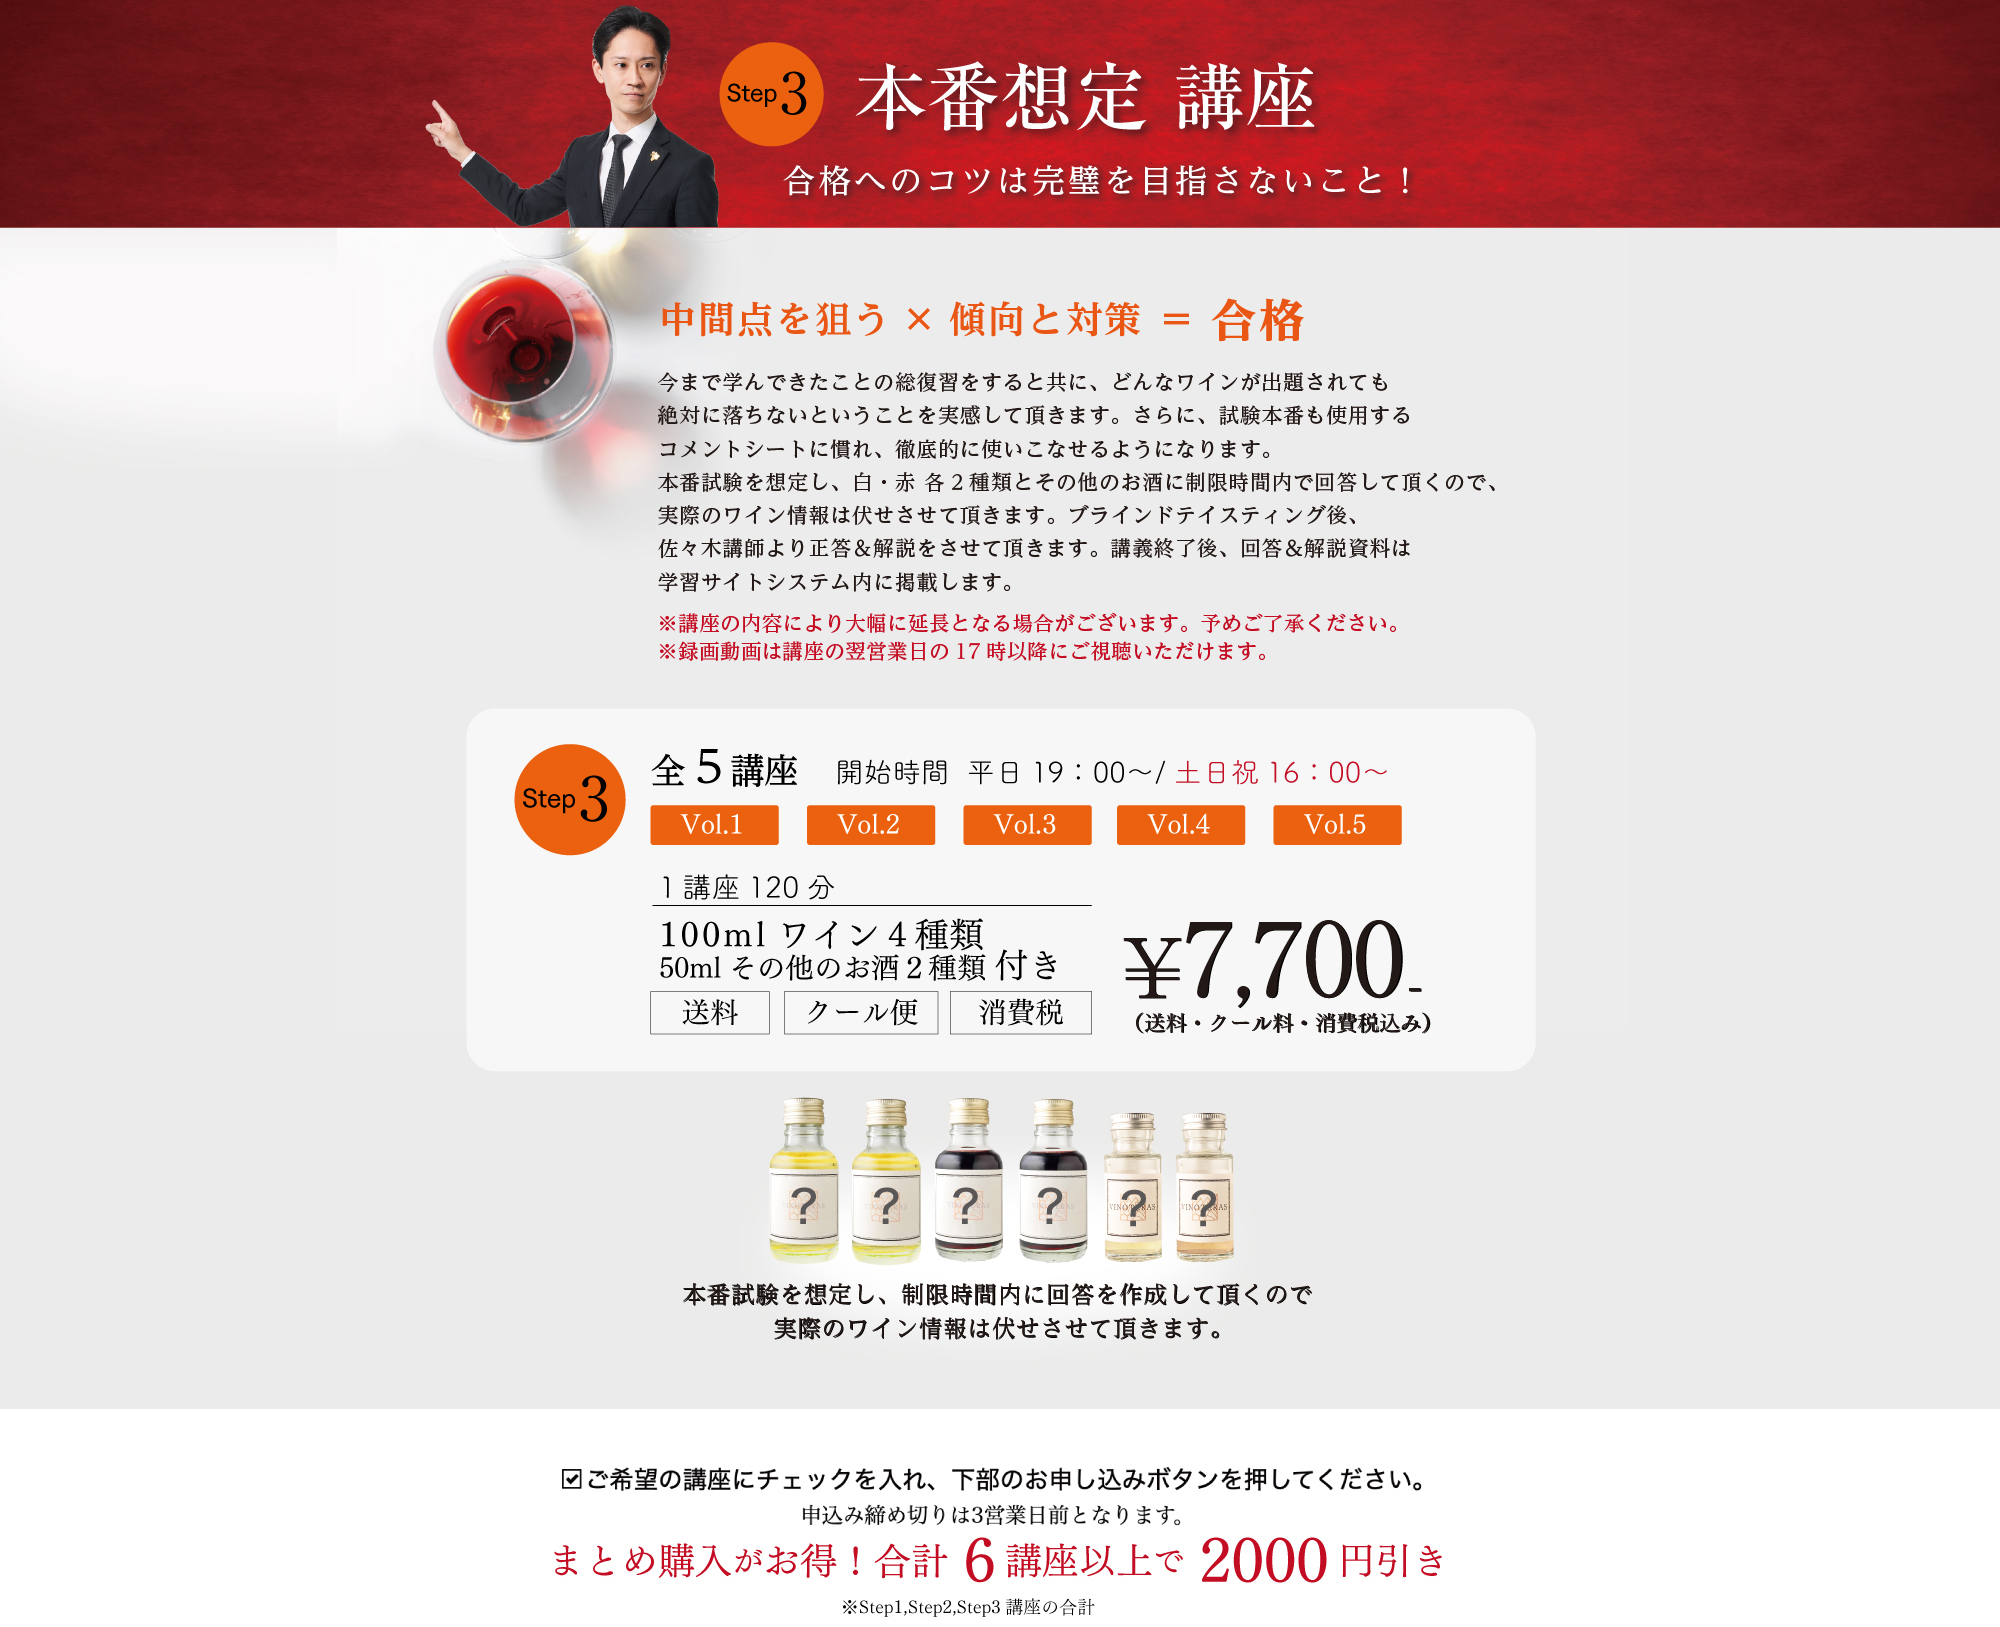 Step3 本番想定 講座
合格へのコツは完璧を目指さないこと！
中間点を狙う × 傾向と対策 ＝ 合格
今まで学んできたことの総復習をすると共に、どんなワインが出題されても
絶対に落ちないということを実感して頂きます。さらに、試験本番も使用する
コメントシートに慣れ、徹底的に使いこなせるようになります。
本番試験を想定し、白・赤 各２種類とその他のお酒に制限時間内で回答して頂くので、
実際のワイン情報は伏せさせて頂きます。ブラインドテイスティング後、
佐々木講師より正答＆解説をさせて頂きます。講義終了後、回答＆解説資料は
学習サイトシステム内に掲載します。
※講座の内容により大幅に延長となる場合がございます。予めご了承ください。
※録画動画は講座の翌営業日の 17 時以降にご視聴いただけます。
Step3
全５講座 開始時間 平日 19：00〜/ 土日祝 16：00〜
Vol.1 Vol.2 Vol.3 Vol.4 Vol.5
1 講座 120 分
100ml ワイン４種類
50ml その他のお酒２種類 付き
送料 クール便 消費税
¥7,700-
（送料・クール料・消費税込み）
? ? ? ? ? ?
本番試験を想定し、制限時間内に回答を作成して頂くので
実際のワイン情報は伏せさせて頂きます。
☑ご希望の講座にチェックを入れ、下部のお申し込みボタンを押してください。
申込み締め切りは3営業日前となります。
まとめ購入がお得！合計 6 講座以上で 2000 円引き
※Step1,Step2,Step3 講座の合計